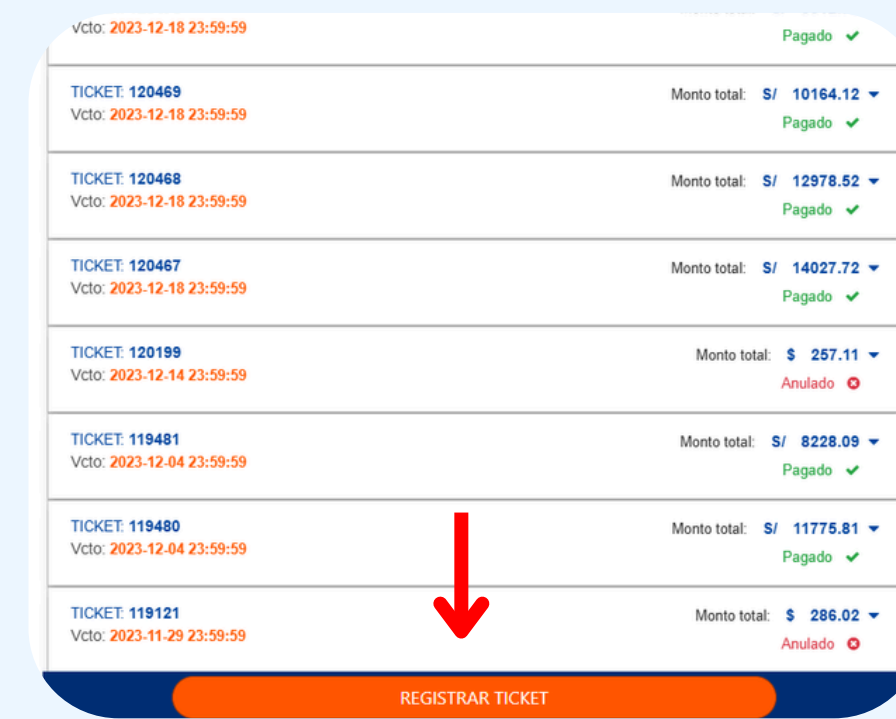 Vcto: 2023-12-18 23:59:59
Pagado
TICKET: 120469
Monto total: S/ 10164.12
Vcto: 2023-12-18 23:59:59
Pagado
TICKET: 120468
Monto total: S/ 12978.52
Vcto: 2023-12-18 23:59:59
Pagado
TICKET: 120467
Monto total: S/ 14027.72
Vcto: 2023-12-18 23:59:59
Pagado
TICKET: 120199
Monto total: $ 257.11
Vcto: 2023-12-14 23:59:59
Anulado
TICKET: 119481
Monto total: S/ 8228.09
Vcto: 2023-12-04 23:59:59
Pagado
TICKET: 119480
Monto total: S/ 11775.81
Vcto: 2023-12-04 23:59:59
Pagado
TICKET: 119121
Monto total: $ 286.02
Vcto: 2023-11-29 23:59:59
Anulado
REGISTRAR TICKET